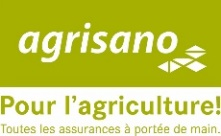 agrisano
Pour l'agriculture!
Toutes les assurances à portée de main.